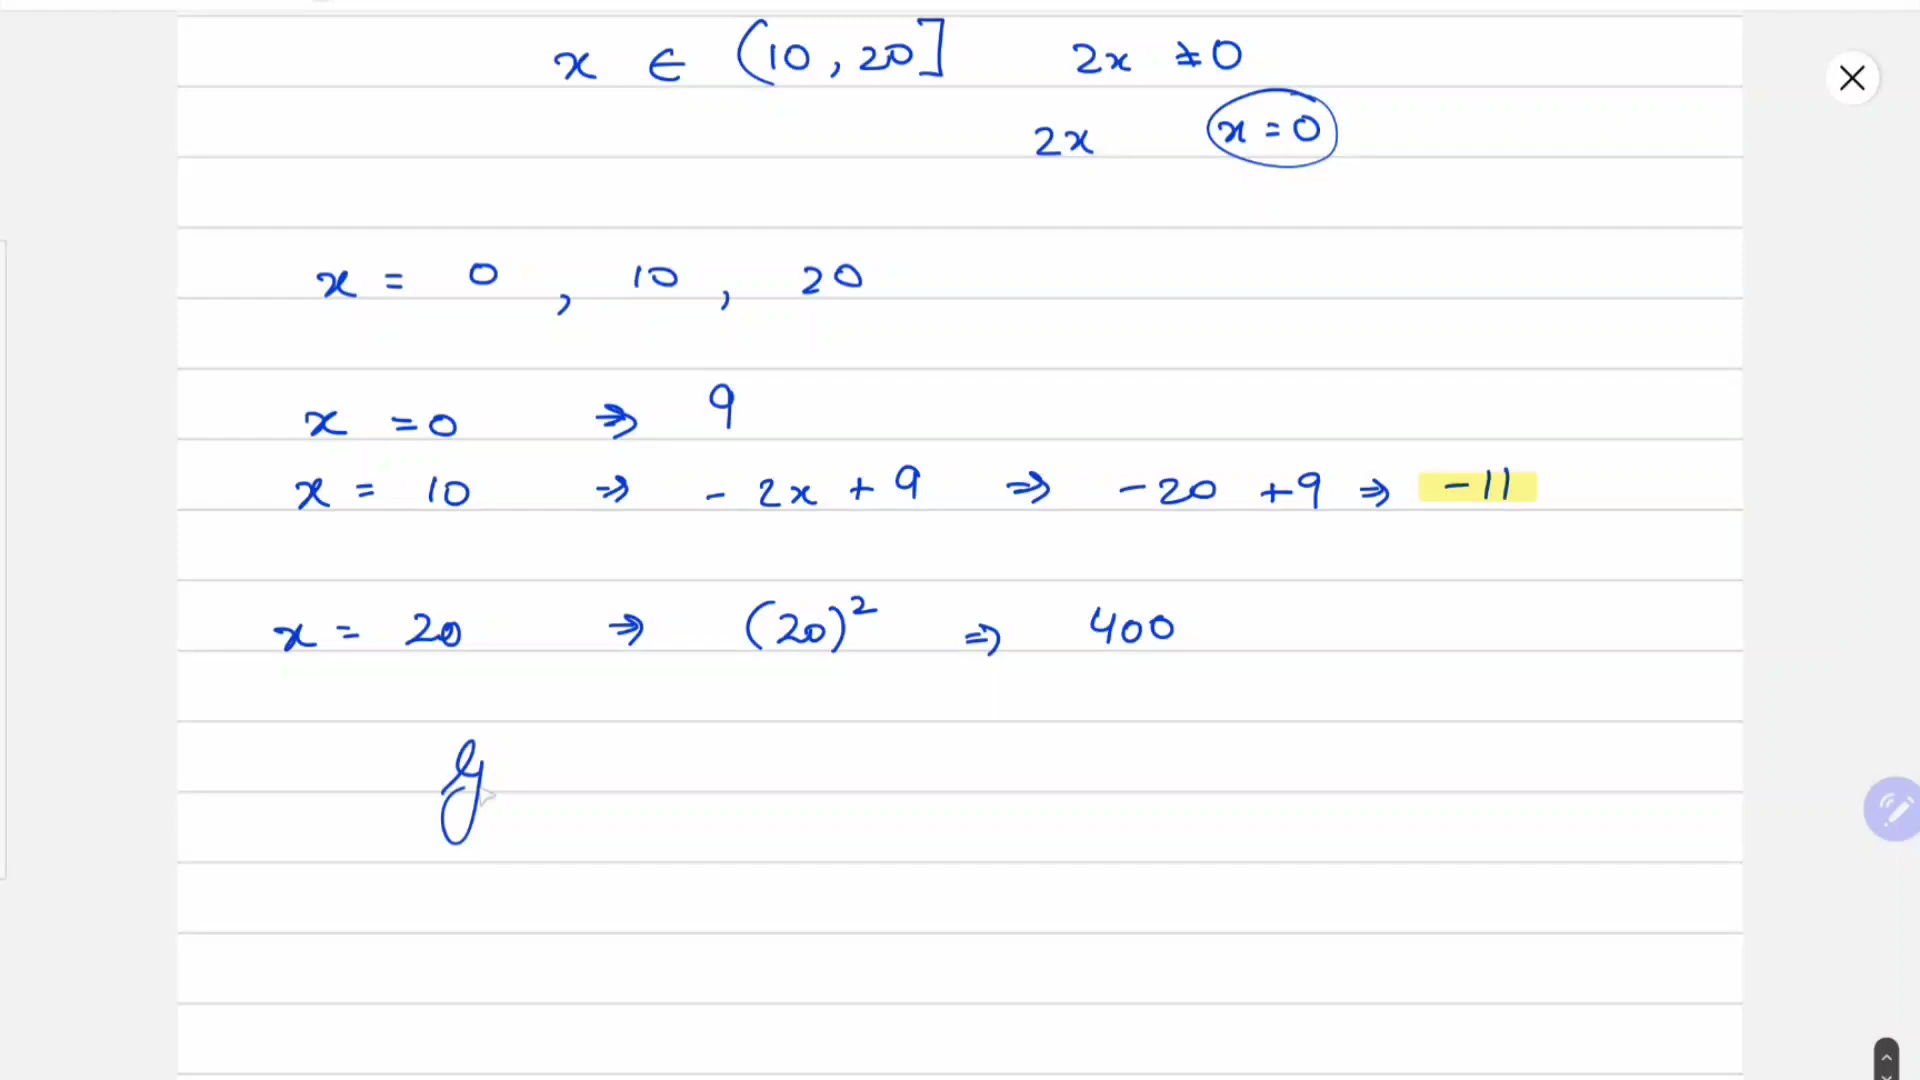 x ∈ (10, 20] 2x ≠ 0
2x x = 0
x = 0, 10, 20
x = 0 ⇒ 9
x = 10 → -2x + 9 ⇒ -20 + 9 ⇒ -11
x = 20 ⇒ (20)² ⇒ 400